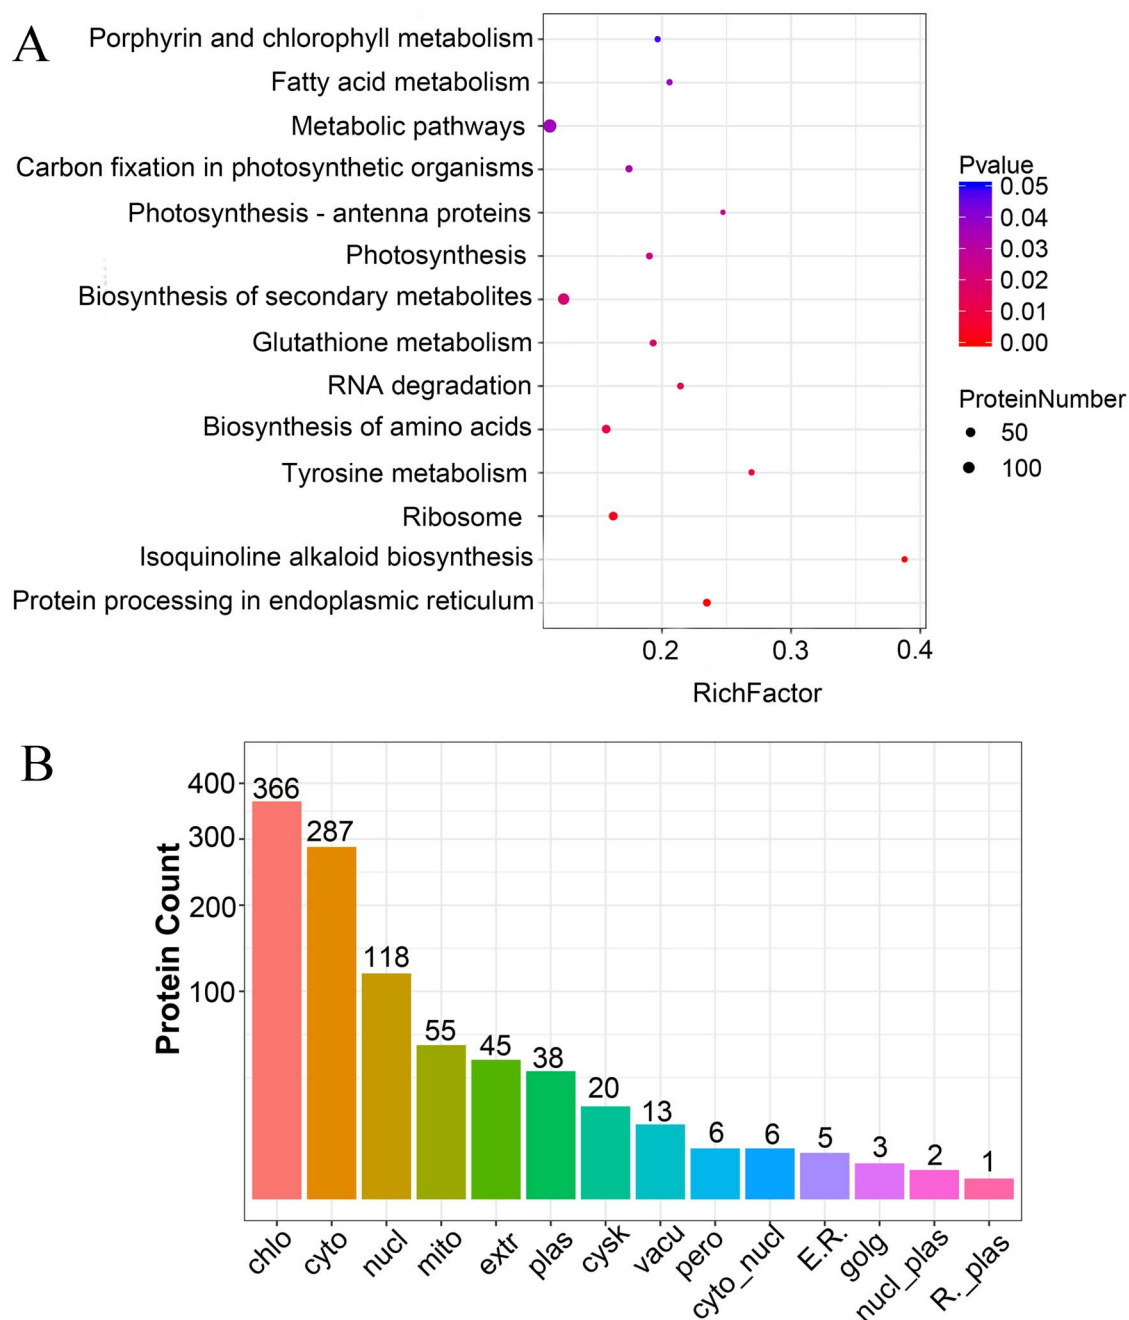 A
Porphyrin and chlorophyll metabolism
Fatty acid metabolism
Metabolic pathways
Carbon fixation in photosynthetic organisms
Photosynthesis - antenna proteins
Photosynthesis
Biosynthesis of secondary metabolites
Glutathione metabolism
RNA degradation
Biosynthesis of amino acids
Tyrosine metabolism
Ribosome
Isoquinoline alkaloid biosynthesis
Protein processing in endoplasmic reticulum
0.2 0.3 0.4
RichFactor
Pvalue
0.05
0.04
0.03
0.02
0.01
0.00
ProteinNumber
50
100
B
Protein Count
400
300
200
100
366
287
118
55
45
38
20
13
6
6
5
3
2
1
chlo
cyto
nucl
mito
extr
plas
cysk
vacu
pero
cyto_nucl
E.R.
golg
nucl_plas
R._plas